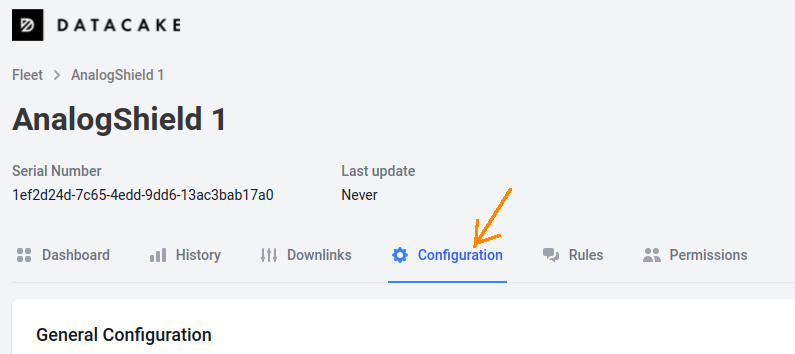 DATACAKE
Fleet > AnalogShield 1
AnalogShield 1
Serial Number Last update
1ef2d24d-7c65-4edd-9dd6-13ac3bab17a0 Never
Dashboard History Downlinks Configuration Rules Permissions
General Configuration